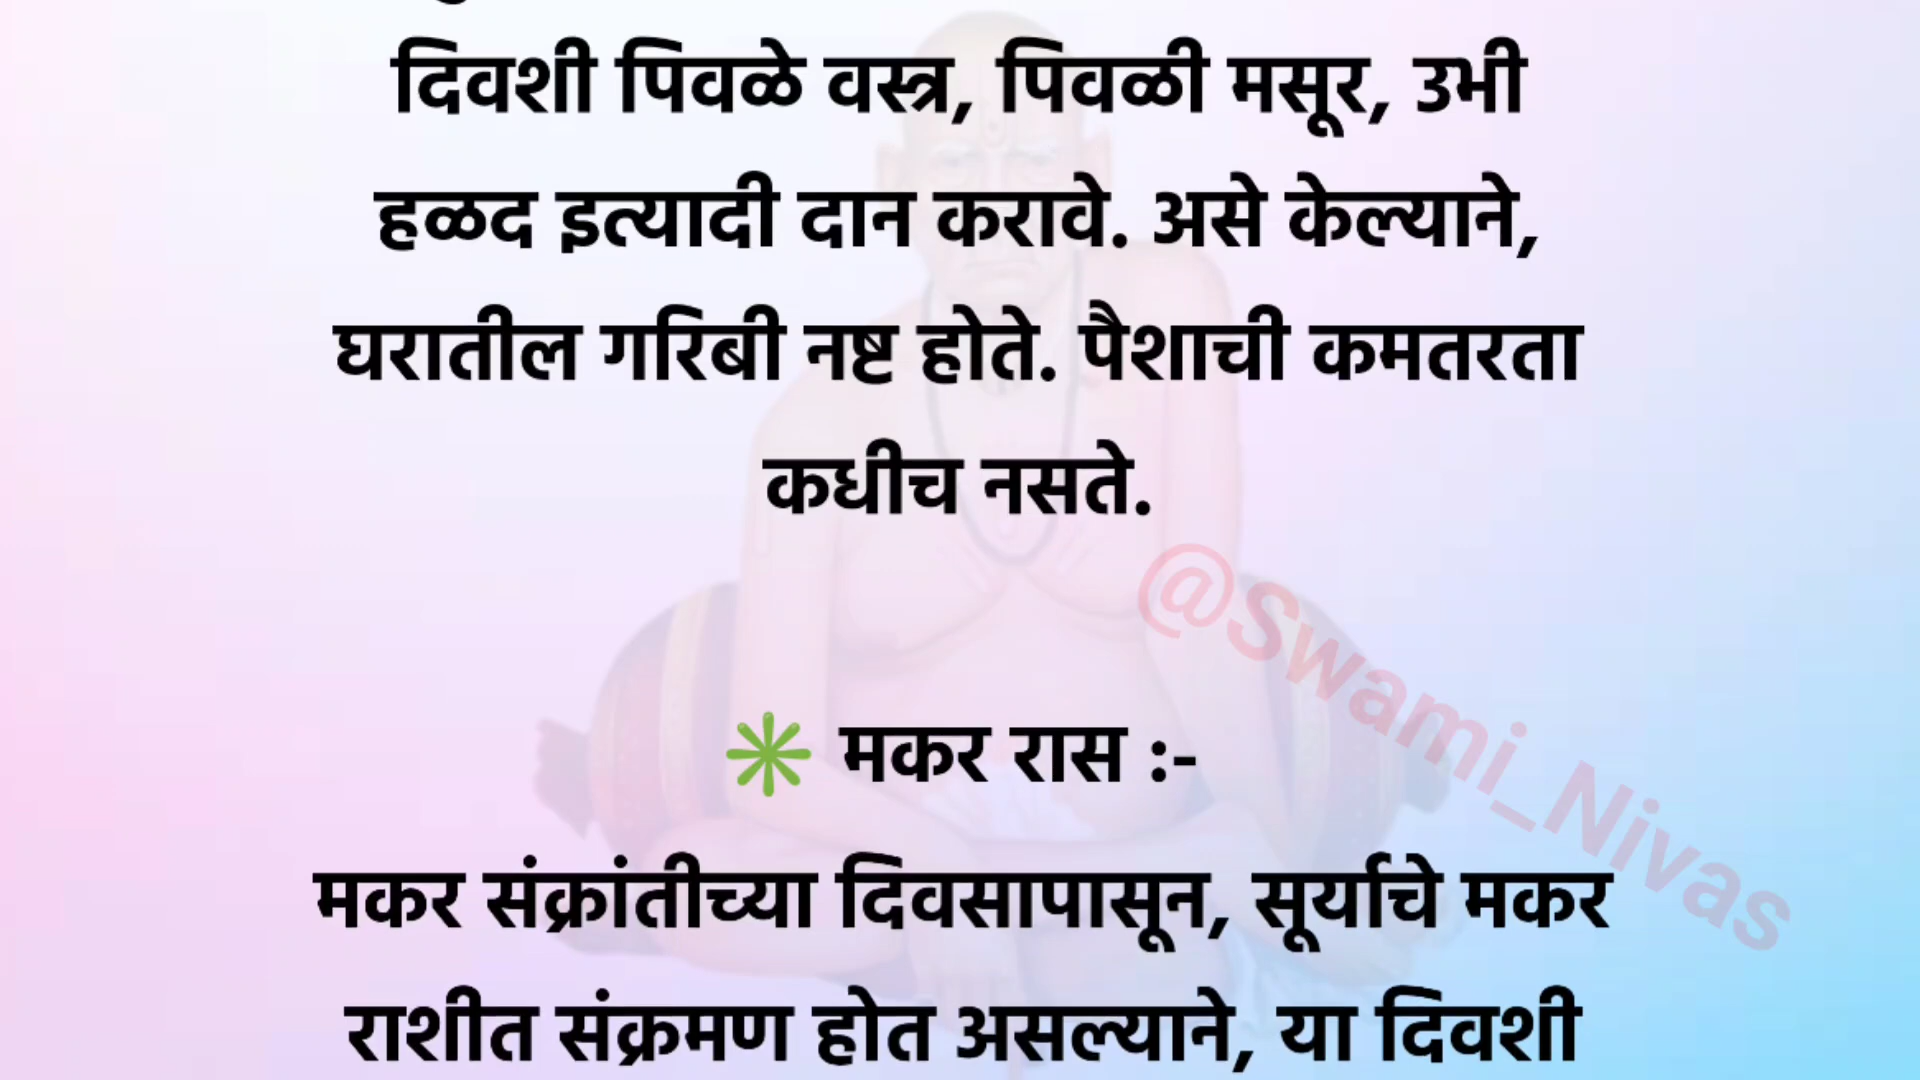 दिवशी पिवळे वस्त्र, पिवळी मसूर, उभी
हळद इत्यादी दान करावे. असे केल्याने,
घरातील गरिबी नष्ट होते. पैशाची कमतरता
कधीच नसते.
@Swami_Nivas
✳ मकर रास :-
मकर संक्रांतीच्या दिवसापासून, सूर्याचे मकर
राशीत संक्रमण होत असल्याने, या दिवशी